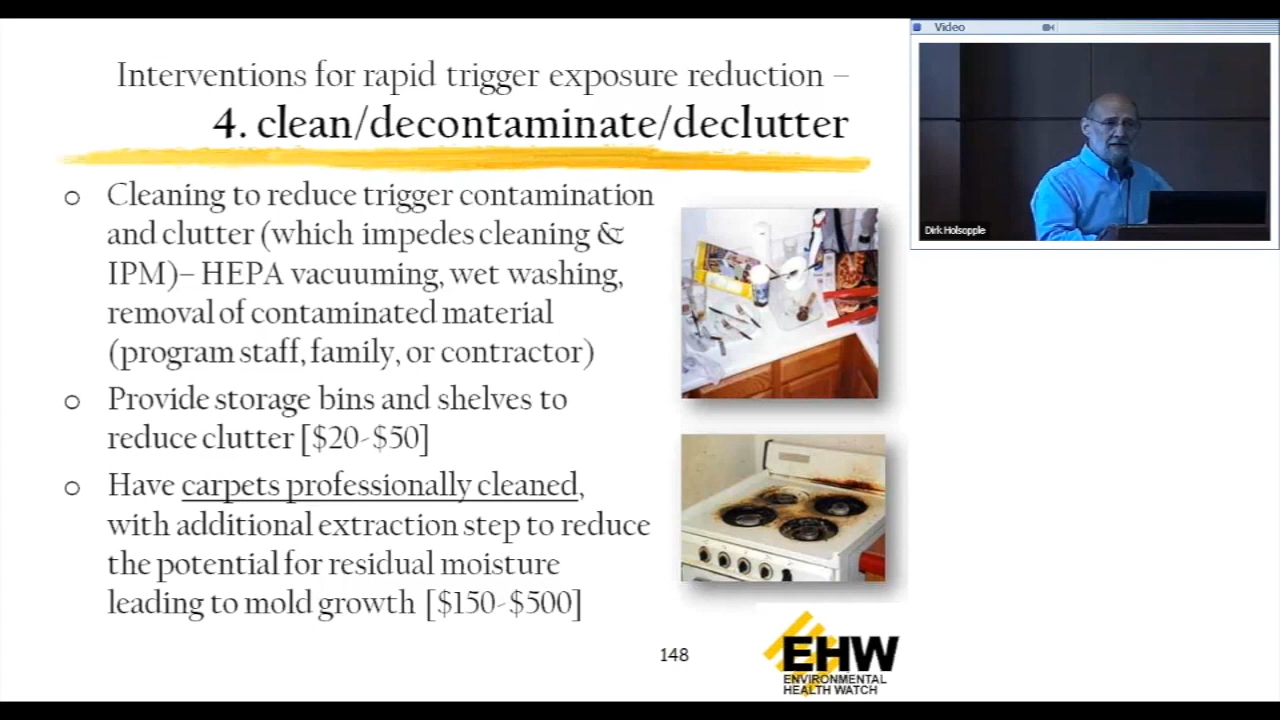 Interventions for rapid trigger exposure reduction –
4. clean/decontaminate/declutter
o Cleaning to reduce trigger contamination
and clutter (which impedes cleaning &
IPM)– HEPA vacuuming, wet washing,
removal of contaminated material
(program staff, family, or contractor)
o Provide storage bins and shelves to
reduce clutter [$20-$50]
o Have carpets professionally cleaned,
with additional extraction step to reduce
the potential for residual moisture
leading to mold growth [$150-$500]
148
EHW
ENVIRONMENTAL
HEALTH WATCH
Video
Dirk Holsopple